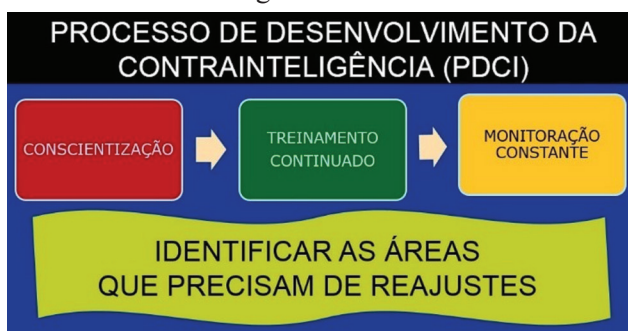 PROCESSO DE DESENVOLVIMENTO DA
CONTRAINTELIGÊNCIA (PDCI)
CONSCIENTIZAÇÃO
TREINAMENTO
CONTINUADO
MONITORAÇÃO
CONSTANTE
IDENTIFICAR AS ÁREAS
QUE PRECISAM DE REAJUSTES